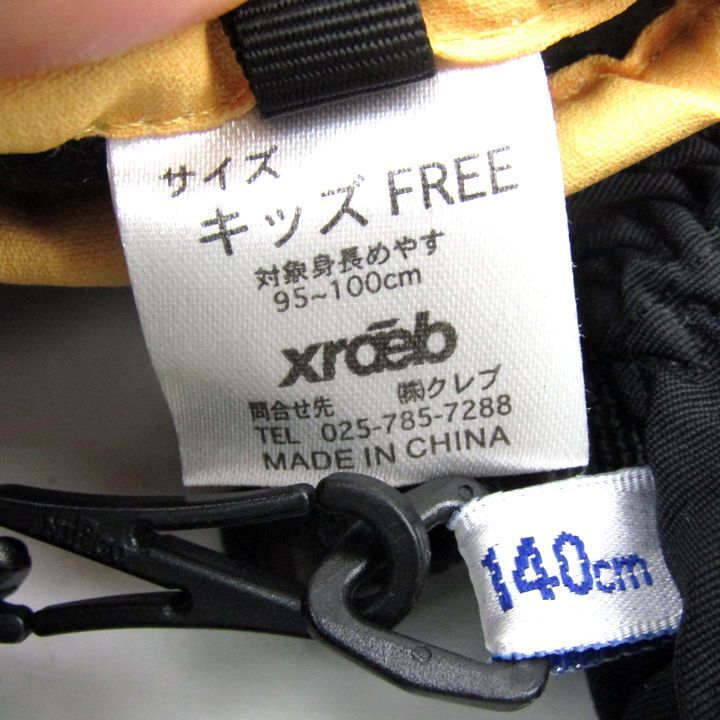 サイズ
キッズ FREE
対象身長めやす
95~100cm
xrœb
㈱クレブ
問合せ先
TEL 025-785-7288
MADE IN CHINA
140cm